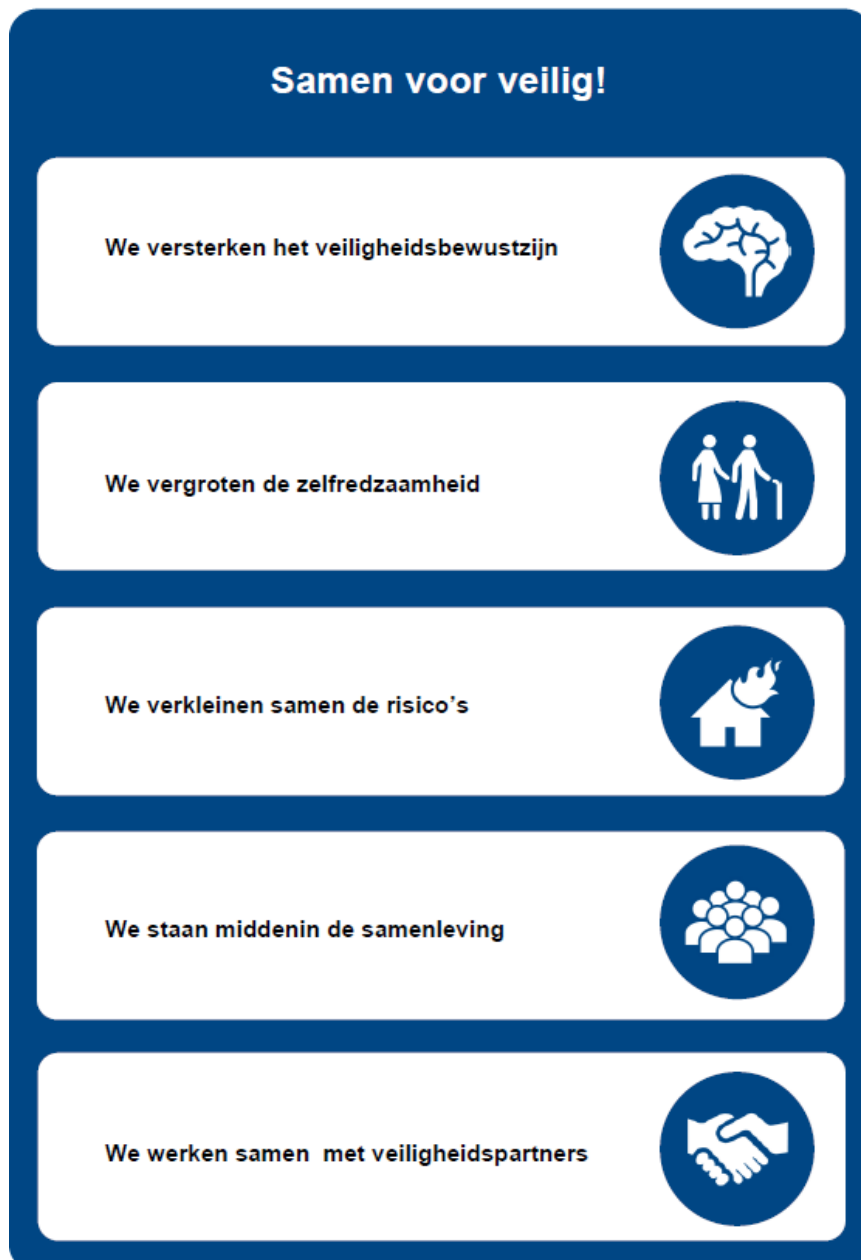 Samen voor veilig!
We versterken het veiligheidsbewustzijn
We vergroten de zelfredzaamheid
We verkleinen samen de risico’s
We staan middenin de samenleving
We werken samen  met veiligheidspartners